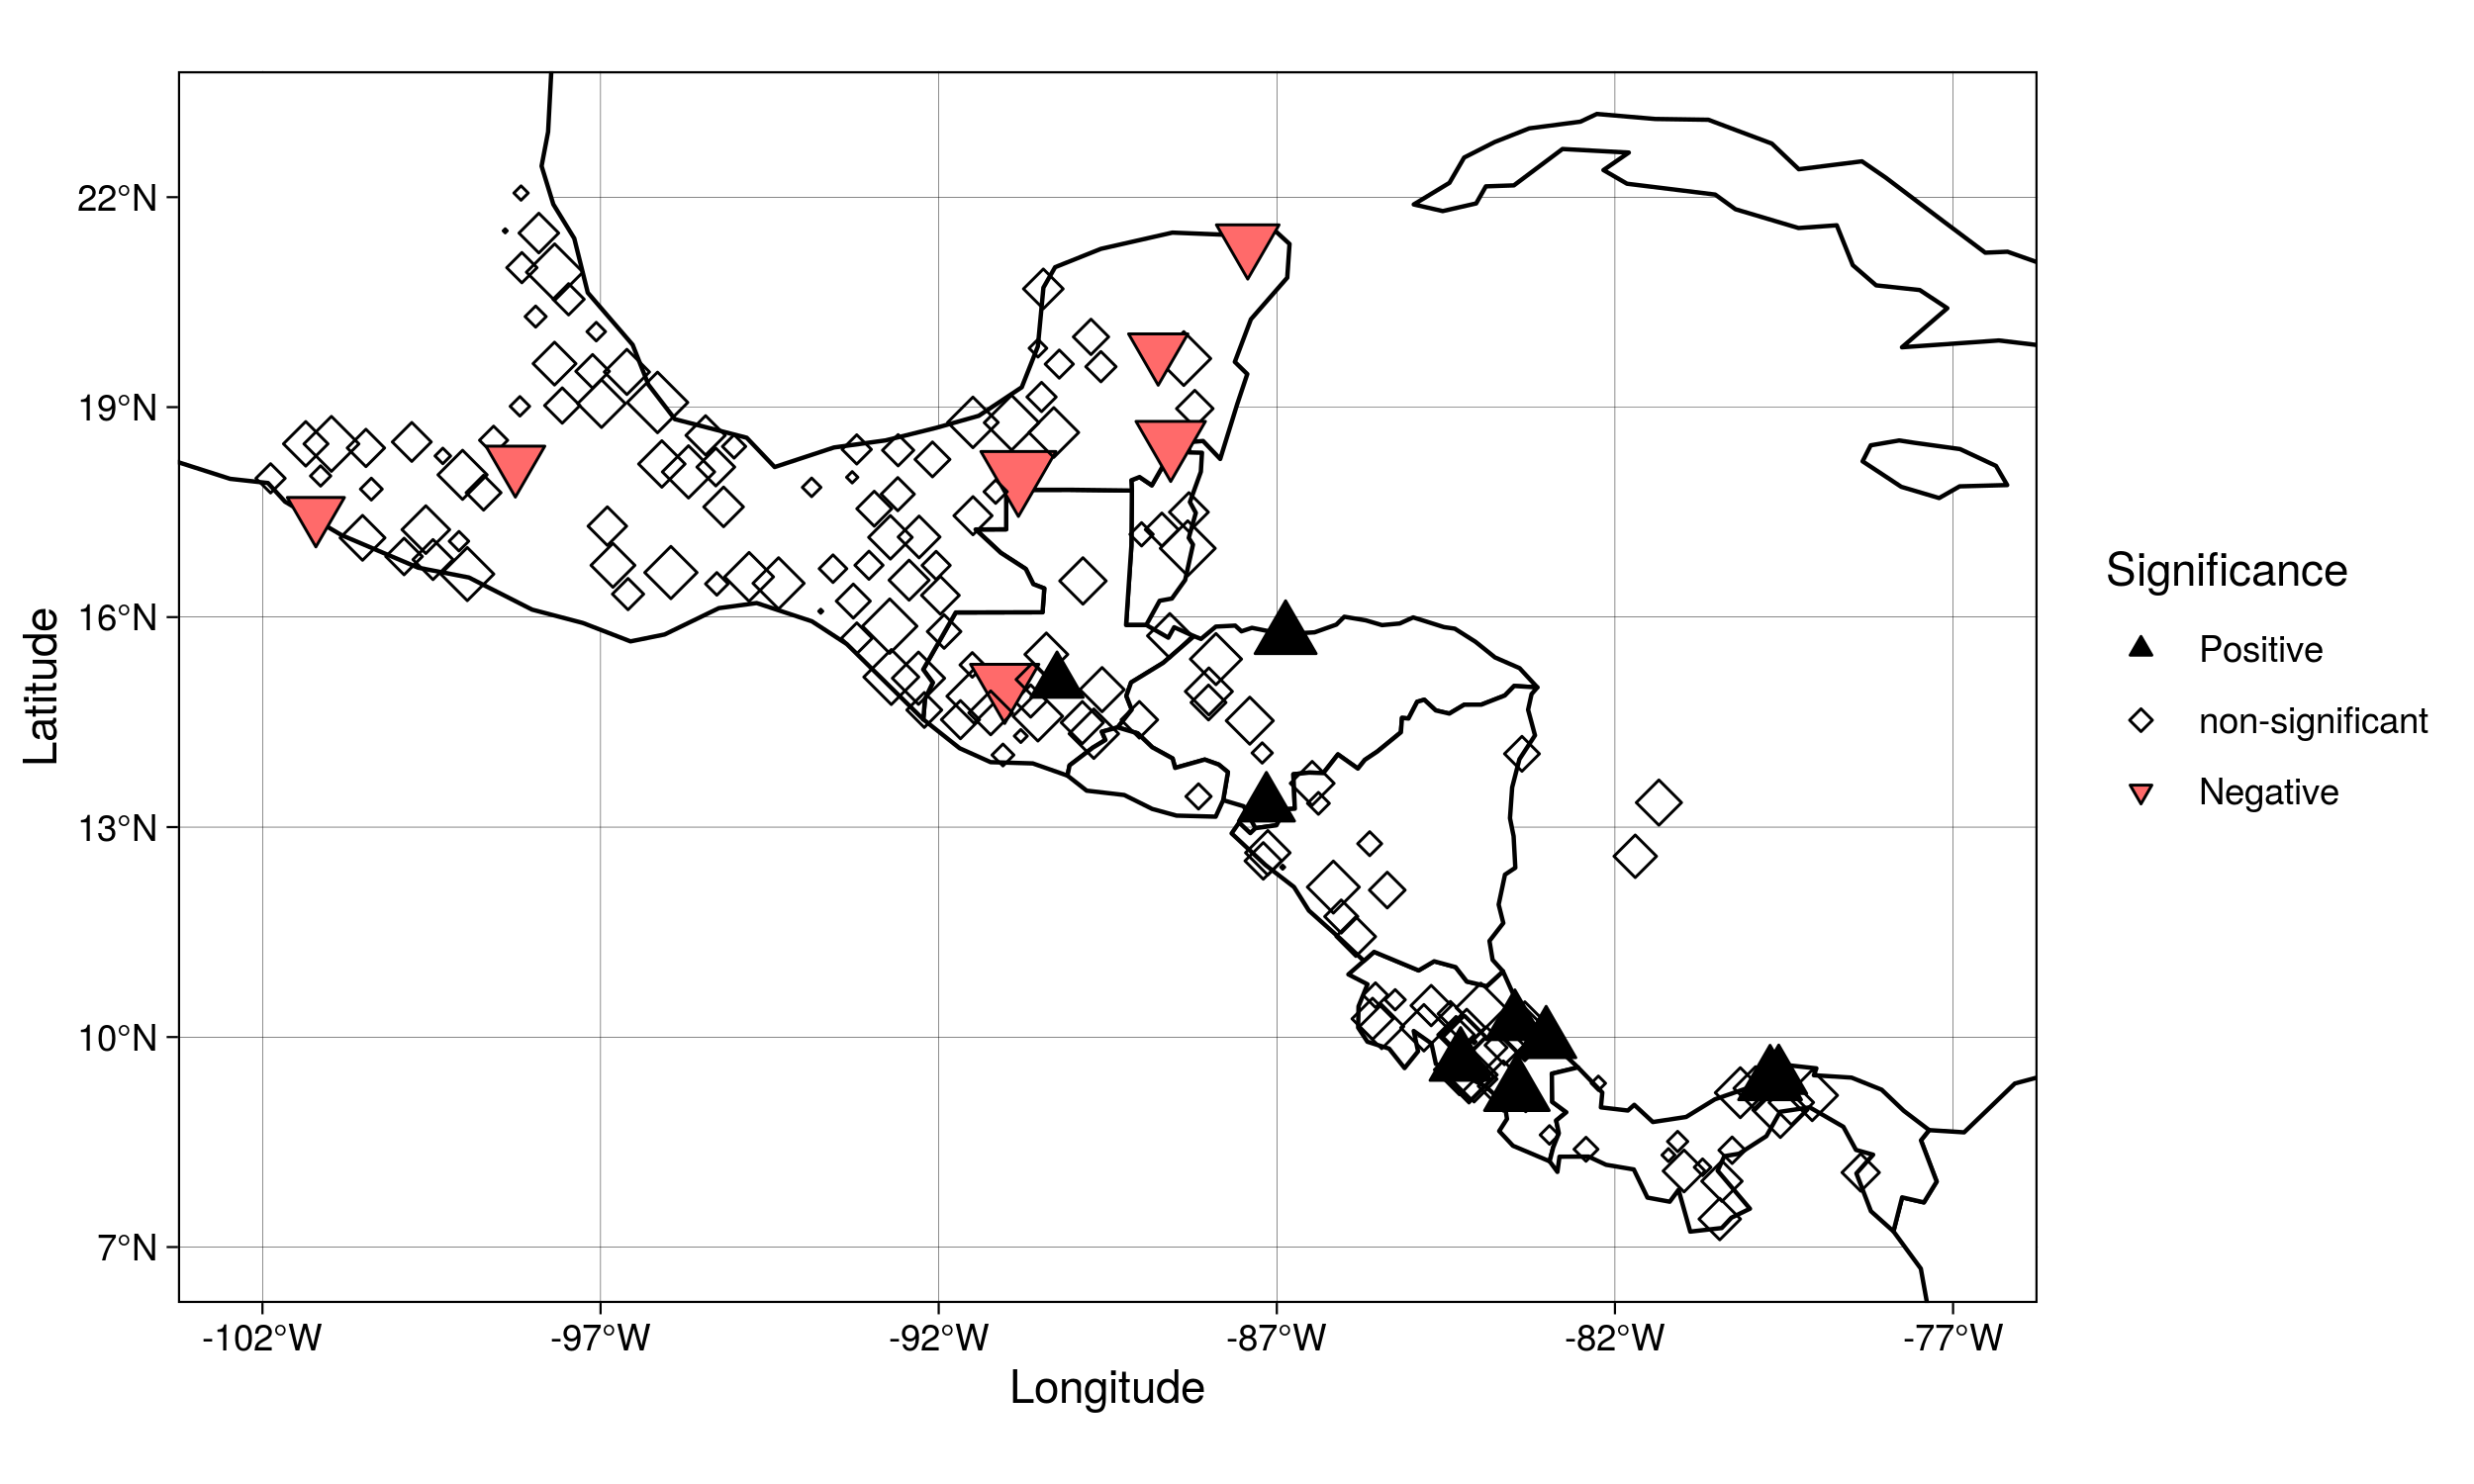 22°N
19°N
16°N
13°N
10°N
7°N
Latitude
-102°W
-97°W
-92°W
-87°W
-82°W
-77°W
Longitude
Significance
Positive
non-significant
Negative